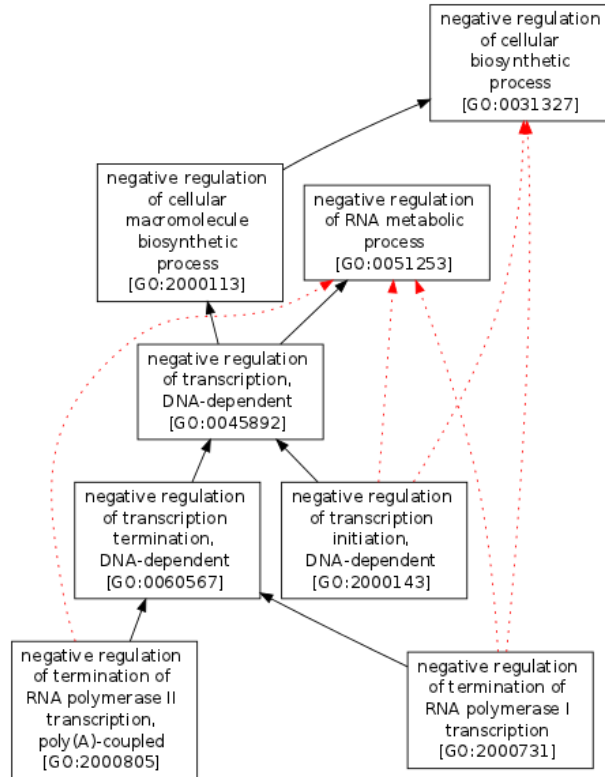 negative regulation
of cellular
biosynthetic
process
[GO:0031327]
negative regulation
of cellular
macromolecule
biosynthetic
process
[GO:2000113]
negative regulation
of RNA metabolic
process
[GO:0051253]
negative regulation
of transcription,
DNA-dependent
[GO:0045892]
negative regulation
of transcription
termination,
DNA-dependent
[GO:0060567]
negative regulation
of transcription
initiation,
DNA-dependent
[GO:2000143]
negative regulation
of termination of
RNA polymerase II
transcription,
poly(A)-coupled
[GO:2000805]
negative regulation
of termination of
RNA polymerase I
transcription
[GO:2000731]